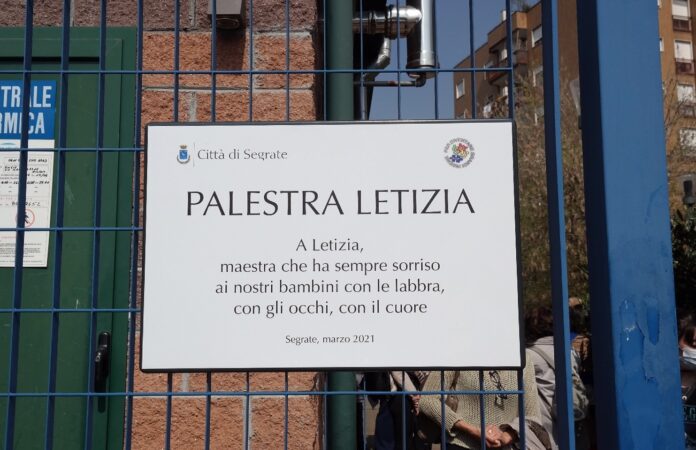 TRALE
RMICA
Città di Segrate
PALESTRA LETIZIA
A Letizia,
maestra che ha sempre sorriso
ai nostri bambini con le labbra,
con gli occhi, con il cuore
Segrate, marzo 2021